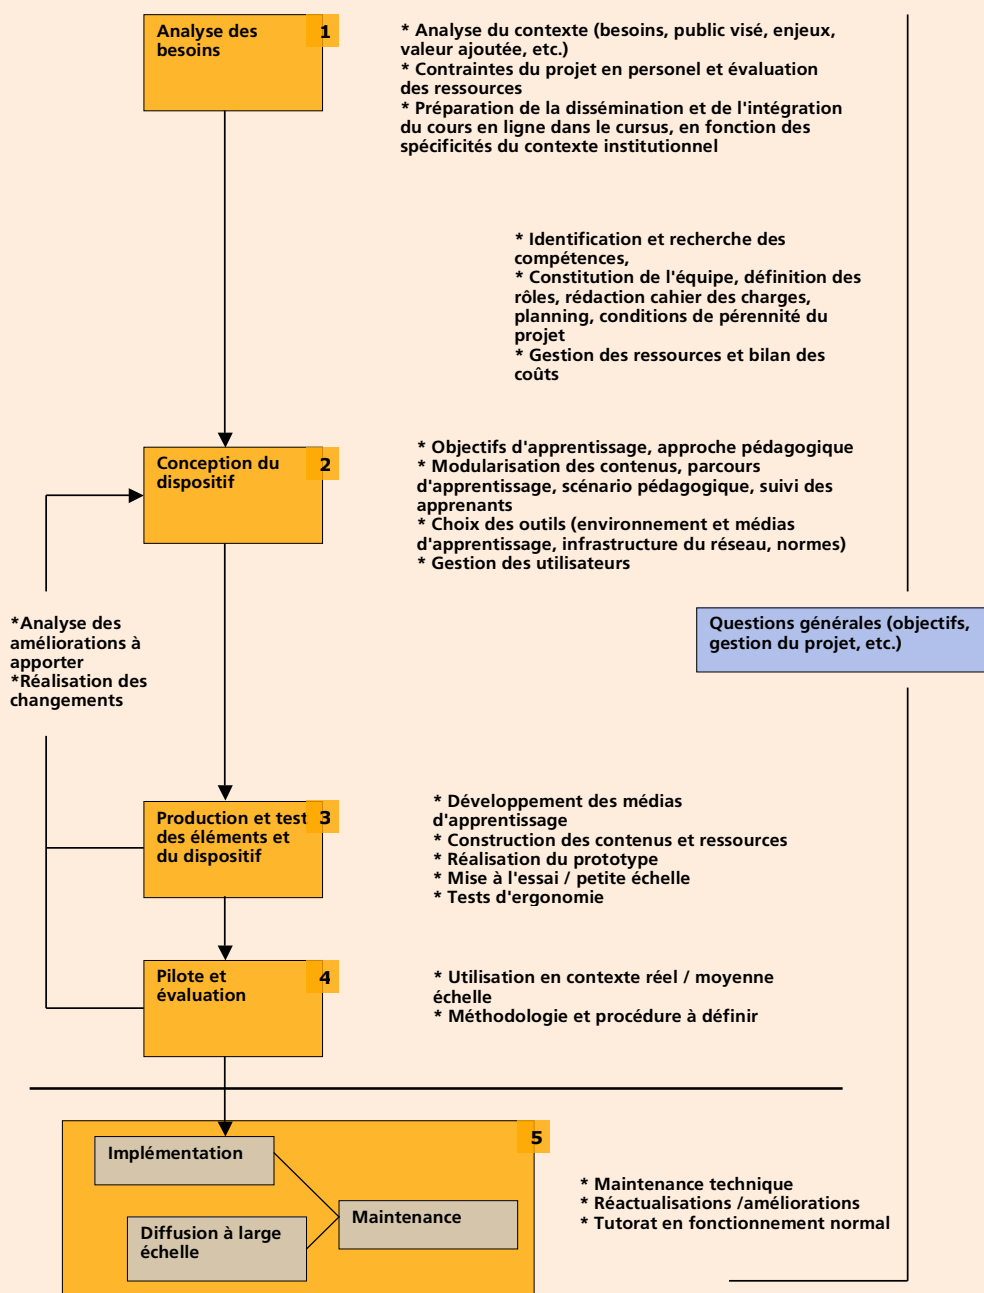 Analyse des
besoins
1
* Analyse du contexte (besoins, public visé, enjeux,
valeur ajoutée, etc.)
* Contraintes du projet en personel et évaluation
des ressources
* Préparation de la dissémination et de l'intégration
du cours en ligne dans le cursus, en fonction des
spécificités du contexte institutionnel
* Identification et recherche des
compétences,
* Constitution de l'équipe, définition des
rôles, rédaction cahier des charges,
planning, conditions de pérennité du
projet
* Gestion des ressources et bilan des
coûts
Conception du
dispositif
2
* Objectifs d'apprentissage, approche pédagogique
* Modularisation des contenus, parcours
d'apprentissage, scénario pédagogique, suivi des
apprenants
* Choix des outils (environnement et médias
d'apprentissage, infrastructure du réseau, normes)
* Gestion des utilisateurs
*Analyse des
améliorations à
apporter
*Réalisation des
changements
Questions générales (objectifs,
gestion du projet, etc.)
Production et test
des éléments et
du dispositif
3
* Développement des médias
d'apprentissage
* Construction des contenus et ressources
* Réalisation du prototype
* Mise à l'essai / petite échelle
* Tests d'ergonomie
Pilote et
évaluation
4
* Utilisation en contexte réel / moyenne
échelle
* Méthodologie et procédure à définir
5
Implémentation
Maintenance
Diffusion à large
échelle
* Maintenance technique
* Réactualisations /améliorations
* Tutorat en fonctionnement normal